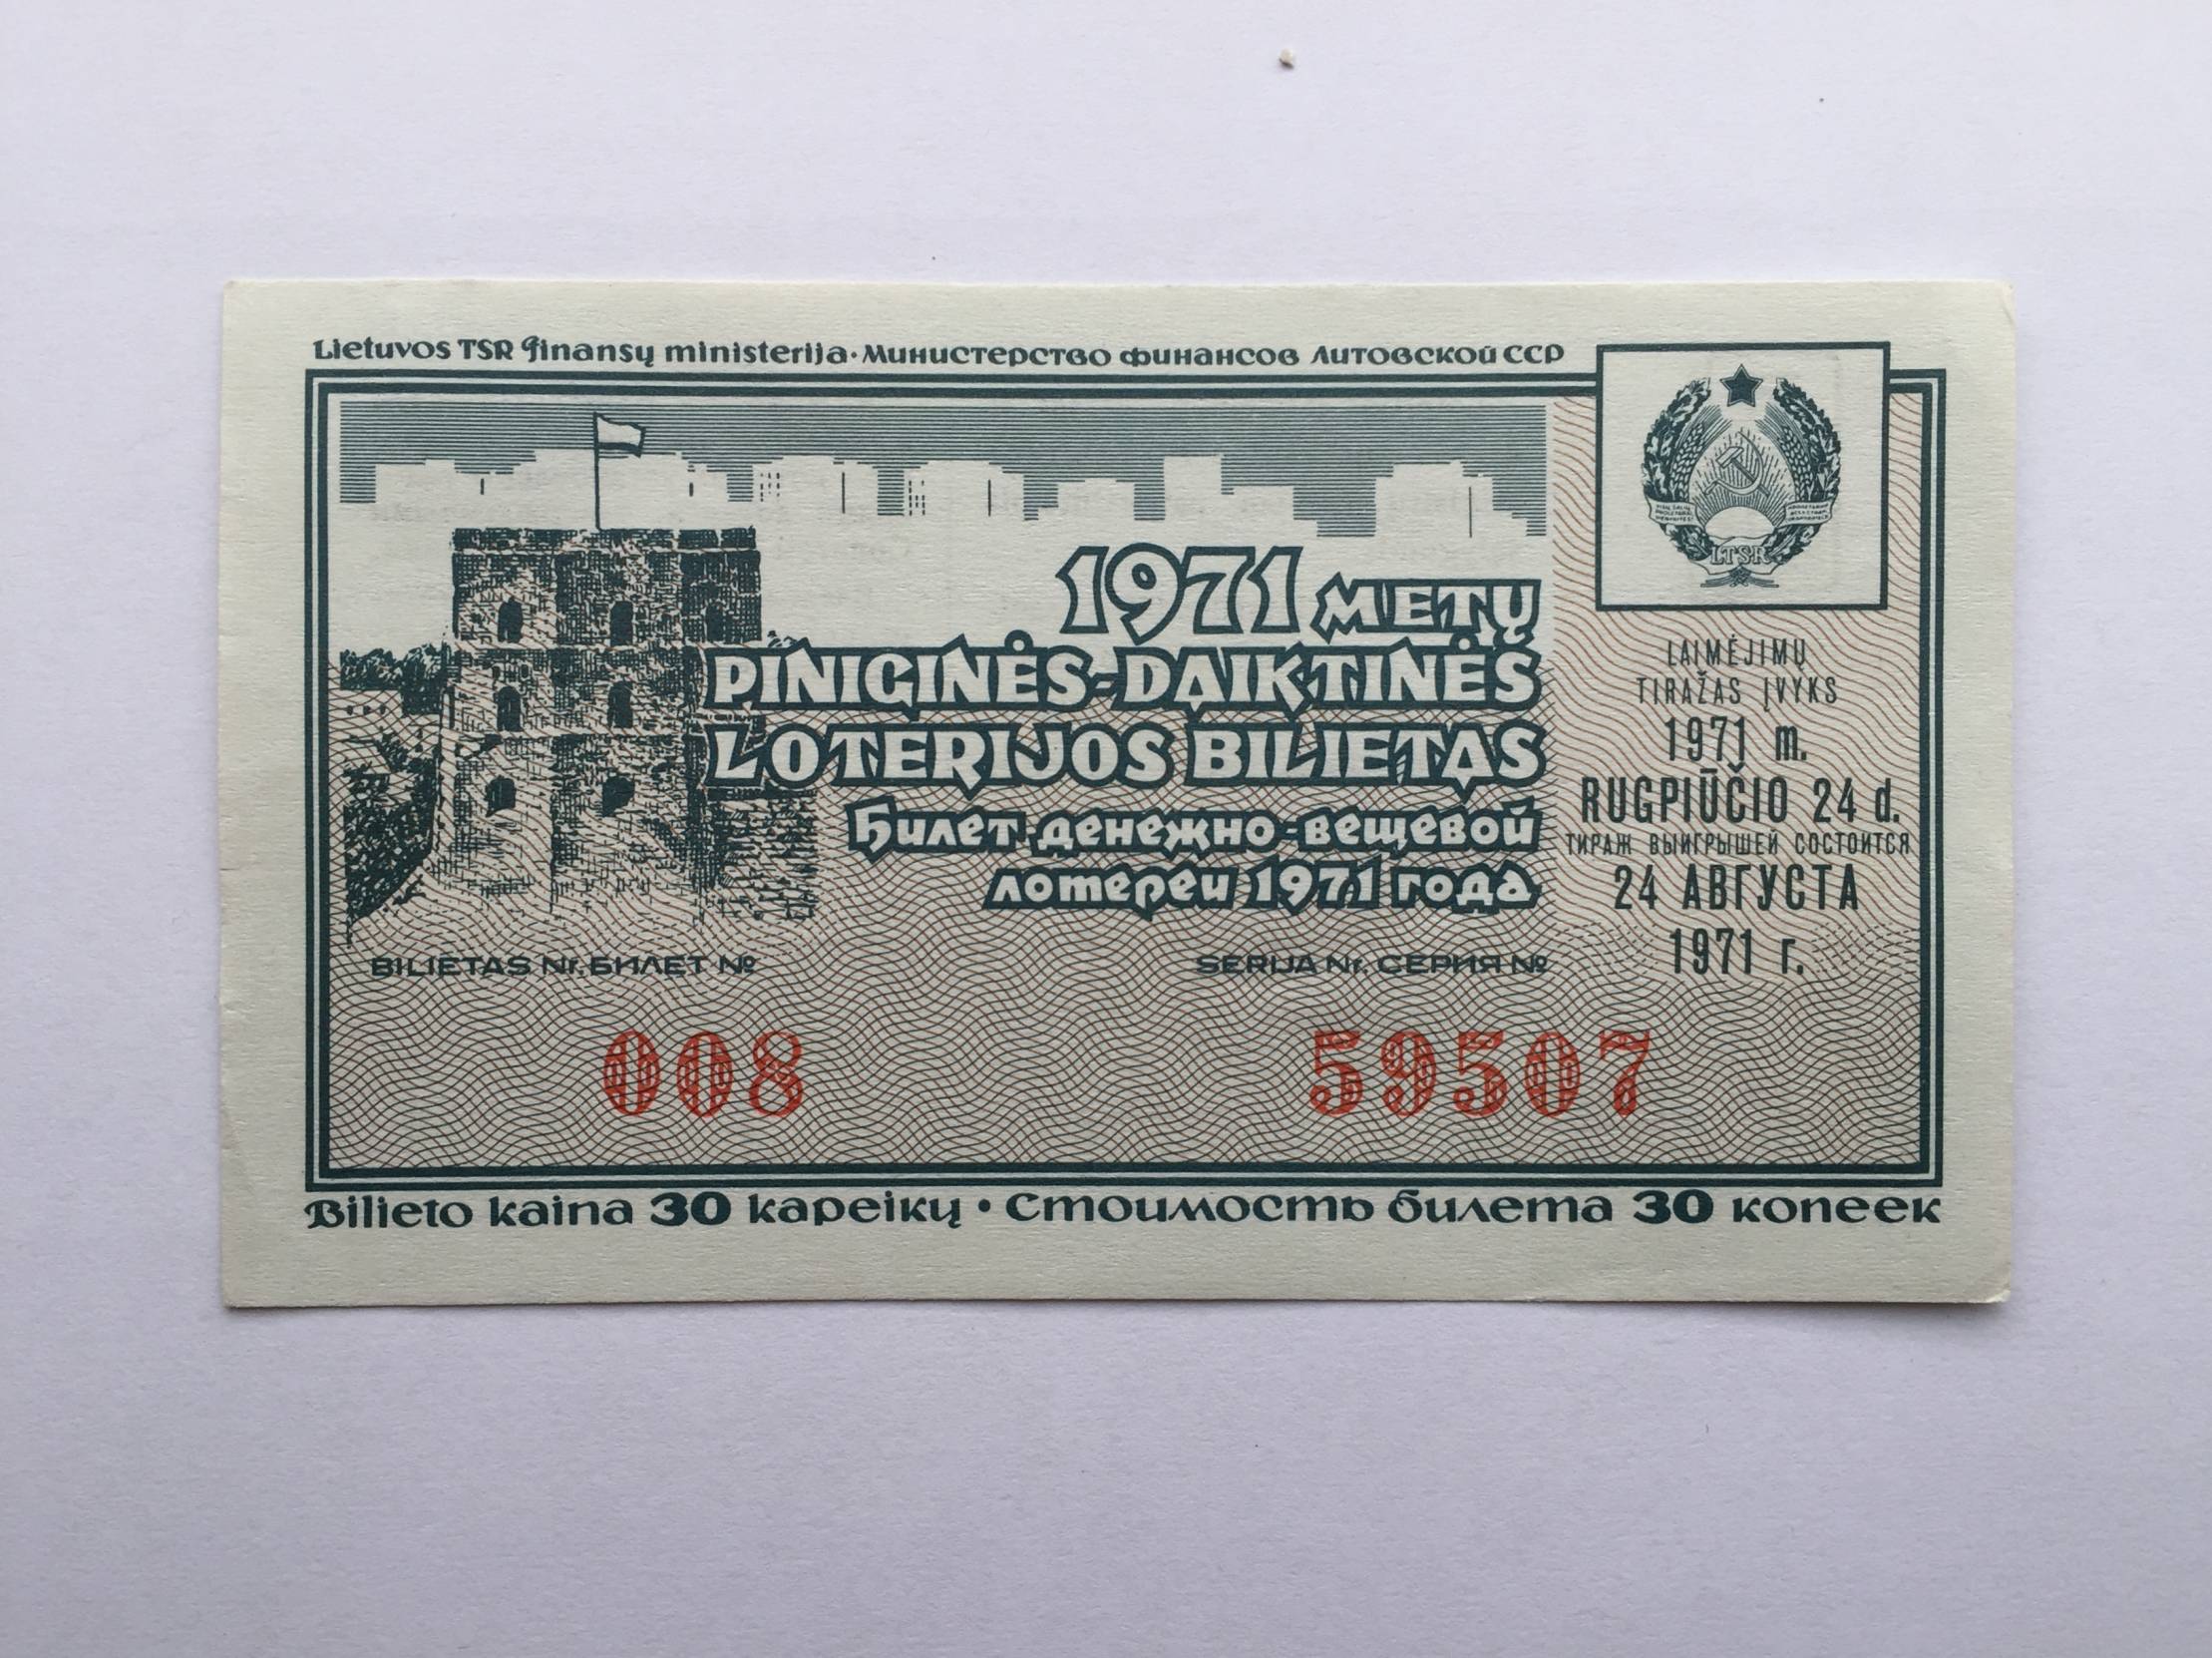 Lietuvos TSR finansų ministerija · Министерство финансов Литовской ССР
LTSR
1971 METŲ
PINIGINĖS-DAIKTINĖS
LOTERIJOS BILIETAS
Билет денежно-вещевой
лотереи 1971 года
LAIMĖJIMŲ
TIRAŽAS ĮVYKS
1971 m.
RUGPIŪČIO 24 d.
ТИРАЖ ВЫИГРЫШЕЙ СОСТОИТСЯ
24 АВГУСТА
1971 г.
BILIETAS Nr. БИЛЕТ №
SERIJA Nr. СЕРИЯ №
008
59507
Bilieto kaina 30 kapeikų • Стоимость билета 30 копеек